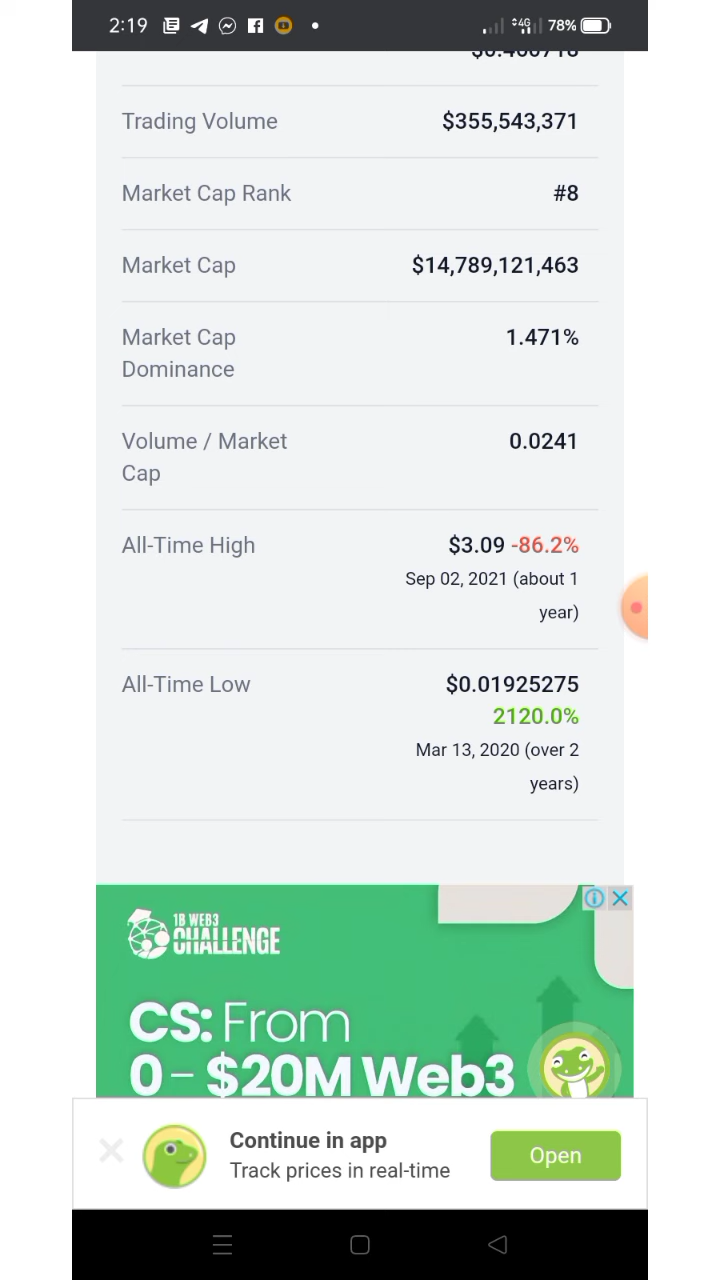 2:19 4G 78%
Trading Volume $355,543,371
Market Cap Rank #8
Market Cap $14,789,121,463
Market Cap 1.471%
Dominance
Volume / Market 0.0241
Cap
All-Time High $3.09 -86.2%
Sep 02, 2021 (about 1
year)
All-Time Low $0.01925275
2120.0%
Mar 13, 2020 (over 2
years)
1B WEB3
CHALLENGE
CS: From
0 – $20M Web3
Continue in app
Track prices in real-time
Open